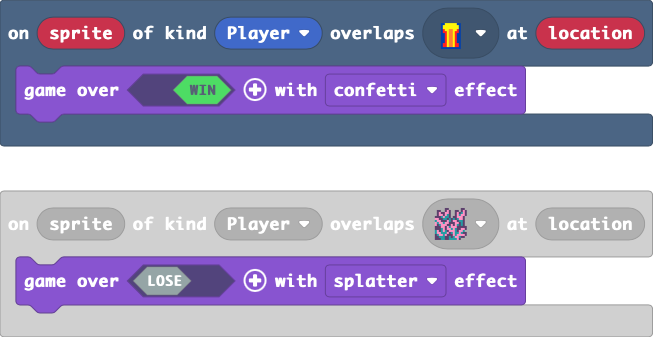 on sprite of kind Player overlaps at location
game over WIN with confetti effect
on sprite of kind Player overlaps at location
game over LOSE with splatter effect